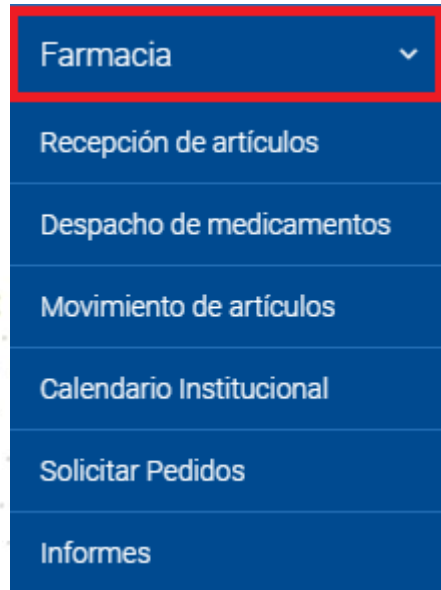 Farmacia
Recepción de artículos
Despacho de medicamentos
Movimiento de artículos
Calendario Institucional
Solicitar Pedidos
Informes